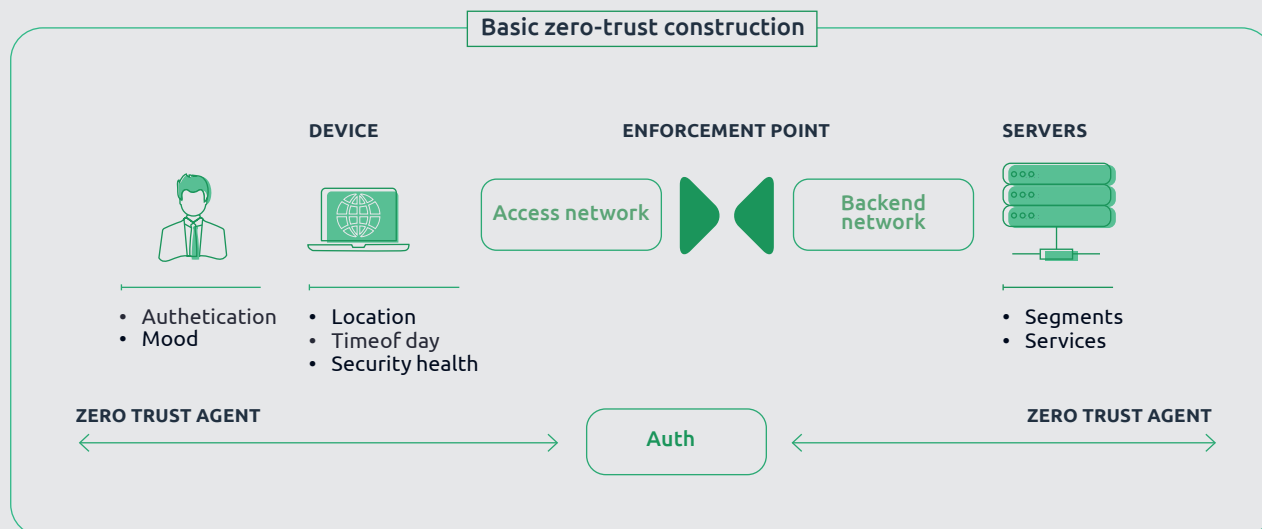 Basic zero-trust construction
DEVICE
ENFORCEMENT POINT
SERVERS
Access network
Backend
network
• Authetication
• Mood
• Location
• Timeof day
• Security health
• Segments
• Services
ZERO TRUST AGENT
Auth
ZERO TRUST AGENT